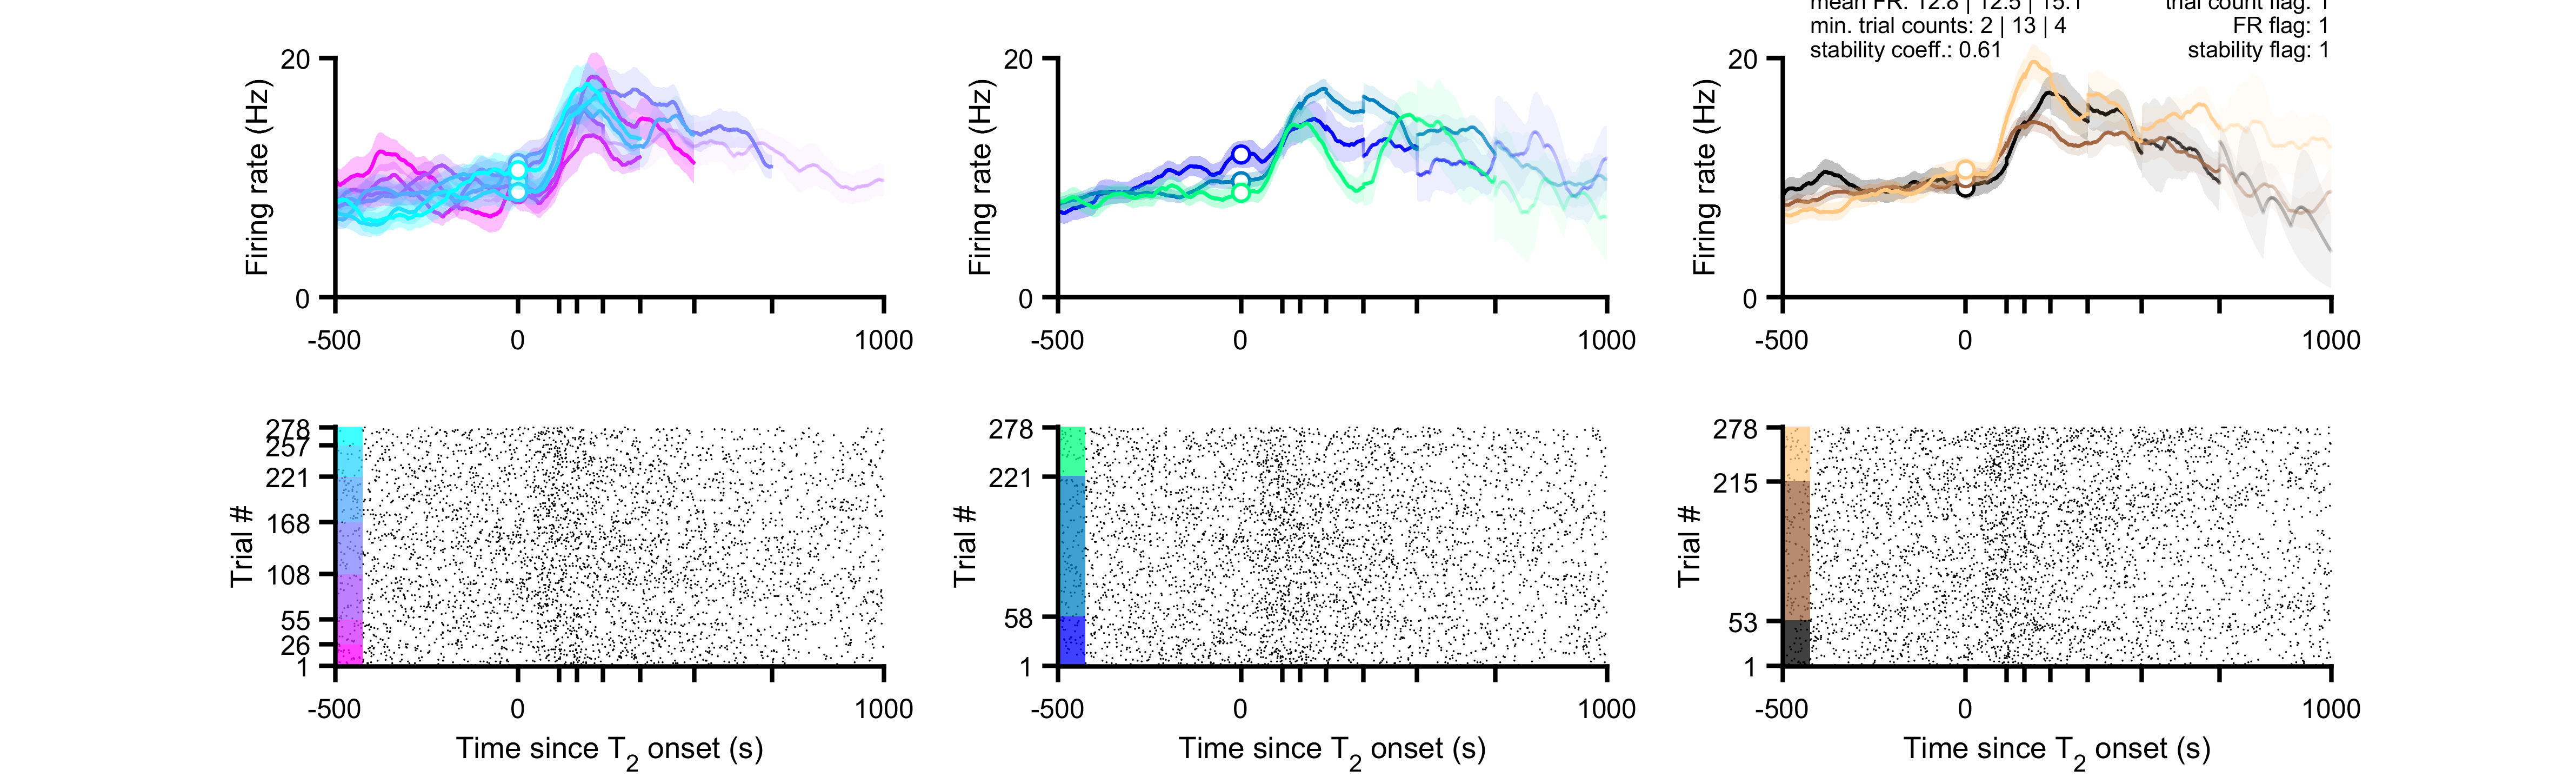 mean FR: 12.8 | 12.5 | 15.1 trial count flag: 1
min. trial counts: 2 | 13 | 4 FR flag: 1
stability coeff.: 0.61 stability flag: 1
20
Firing rate (Hz)
0
-500 0 1000
20
Firing rate (Hz)
0
-500 0 1000
20
Firing rate (Hz)
0
-500 0 1000
278
257
221
168
108
55
26
1
Trial #
-500 0 1000
Time since T2 onset (s)
278
221
58
1
Trial #
-500 0 1000
Time since T2 onset (s)
278
215
53
1
Trial #
-500 0 1000
Time since T2 onset (s)